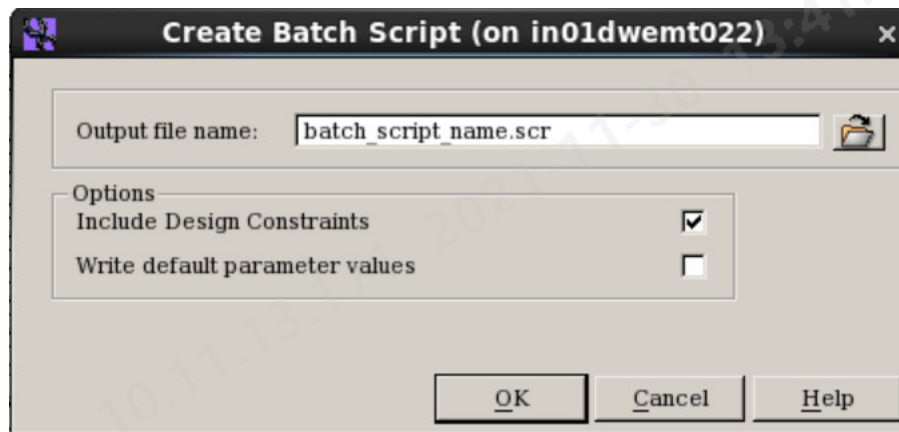 Create Batch Script (on in01dwemt022)
Output file name: batch_script_name.scr
Options
Include Design Constraints
Write default parameter values
OK Cancel Help